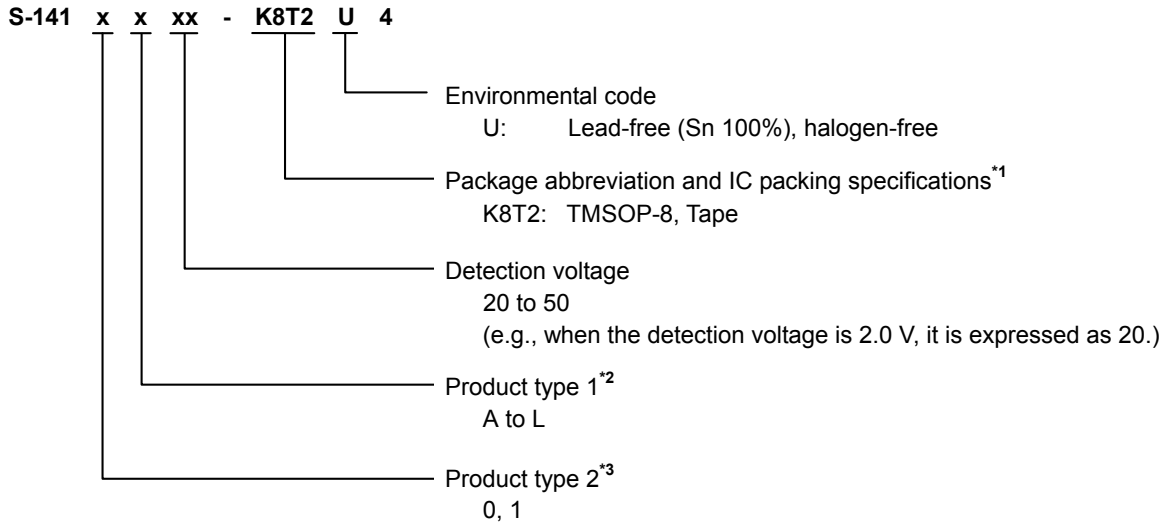 S-141 x x xx - K8T2 U 4
Environmental code
U: Lead-free (Sn 100%), halogen-free
Package abbreviation and IC packing specifications*1
K8T2: TMSOP-8, Tape
Detection voltage
20 to 50
(e.g., when the detection voltage is 2.0 V, it is expressed as 20.)
Product type 1*2
A to L
Product type 2*3
0, 1